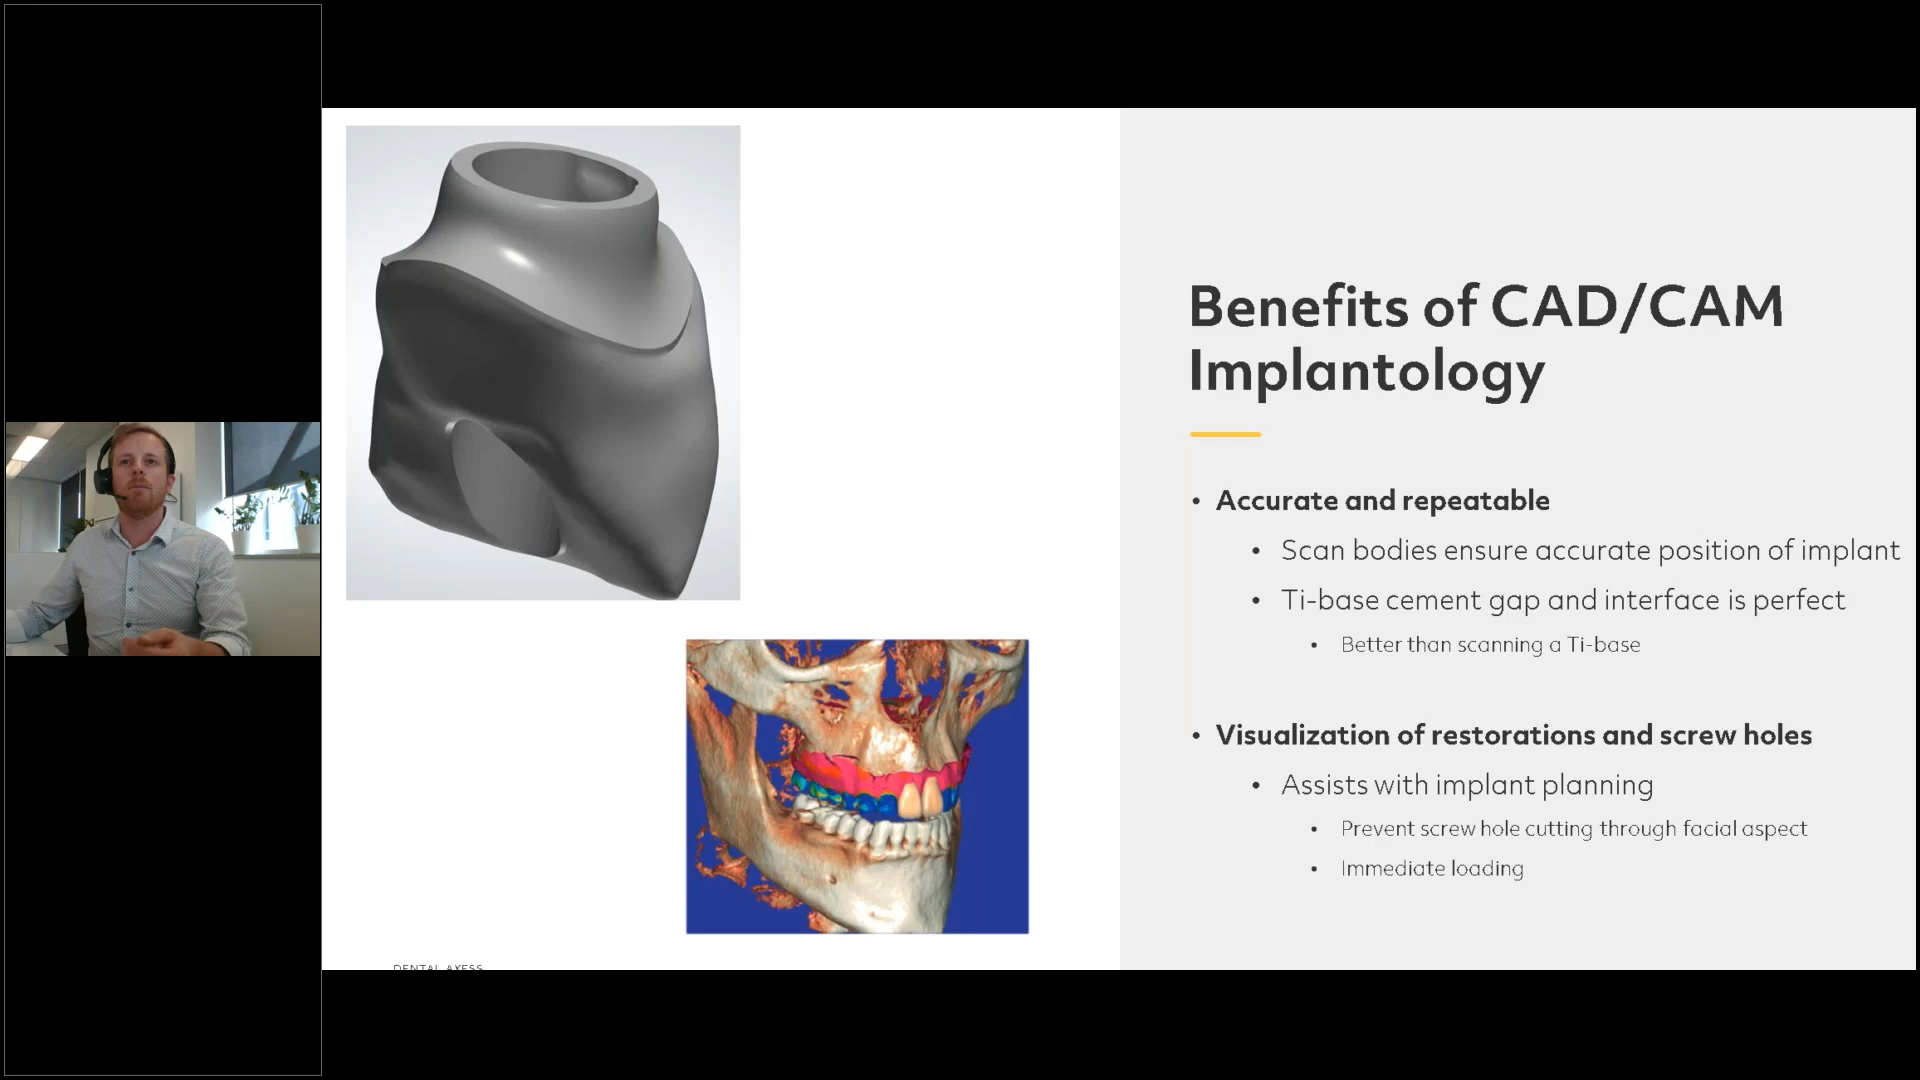 Benefits of CAD/CAM
Implantology
• Accurate and repeatable
• Scan bodies ensure accurate position of implant
• Ti-base cement gap and interface is perfect
• Better than scanning a Ti-base
• Visualization of restorations and screw holes
• Assists with implant planning
• Prevent screw hole cutting through facial aspect
• Immediate loading
DENTAL AXESS